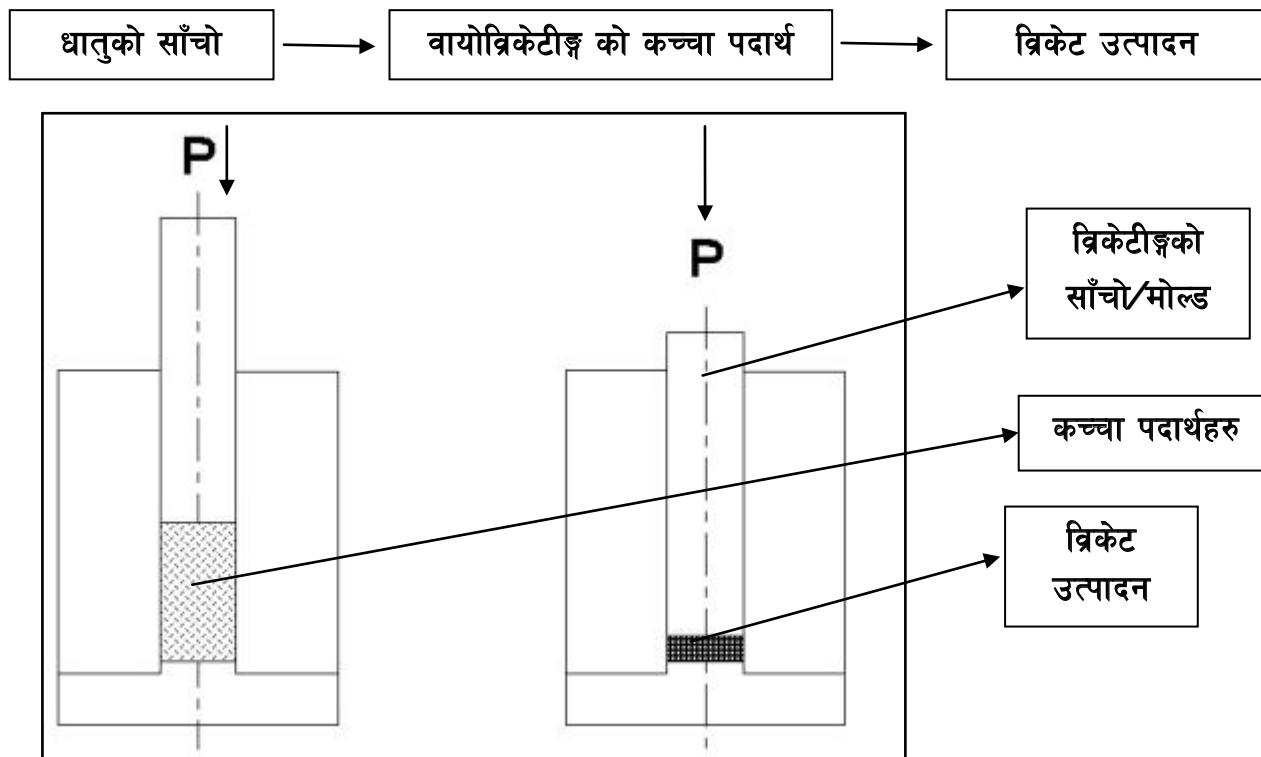 धातुको साँचो
वायोव्रिकेटीङ्ग को कच्चा पदार्थ
व्रिकेट उत्पादन
P
P
व्रिकेटीङ्गको
साँचो/मोल्ड
कच्चा पदार्थहरु
व्रिकेट
उत्पादन